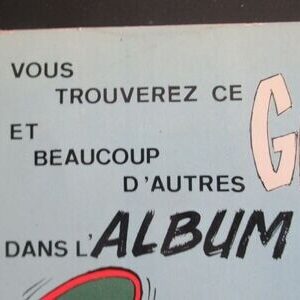 VOUS
TROUVEREZ CE
ET
BEAUCOUP
D'AUTRES
DANS L'ALBUM